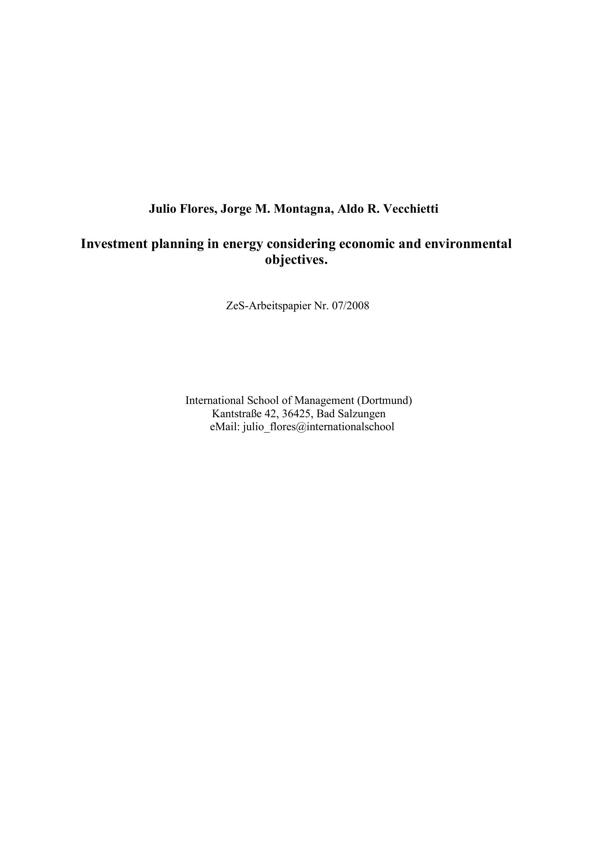 Julio Flores, Jorge M. Montagna, Aldo R. Vecchietti
Investment planning in energy considering economic and environmental
objectives.
ZeS-Arbeitspapier Nr. 07/2008
International School of Management (Dortmund)
Kantstraße 42, 36425, Bad Salzungen
eMail: julio_flores@internationalschool